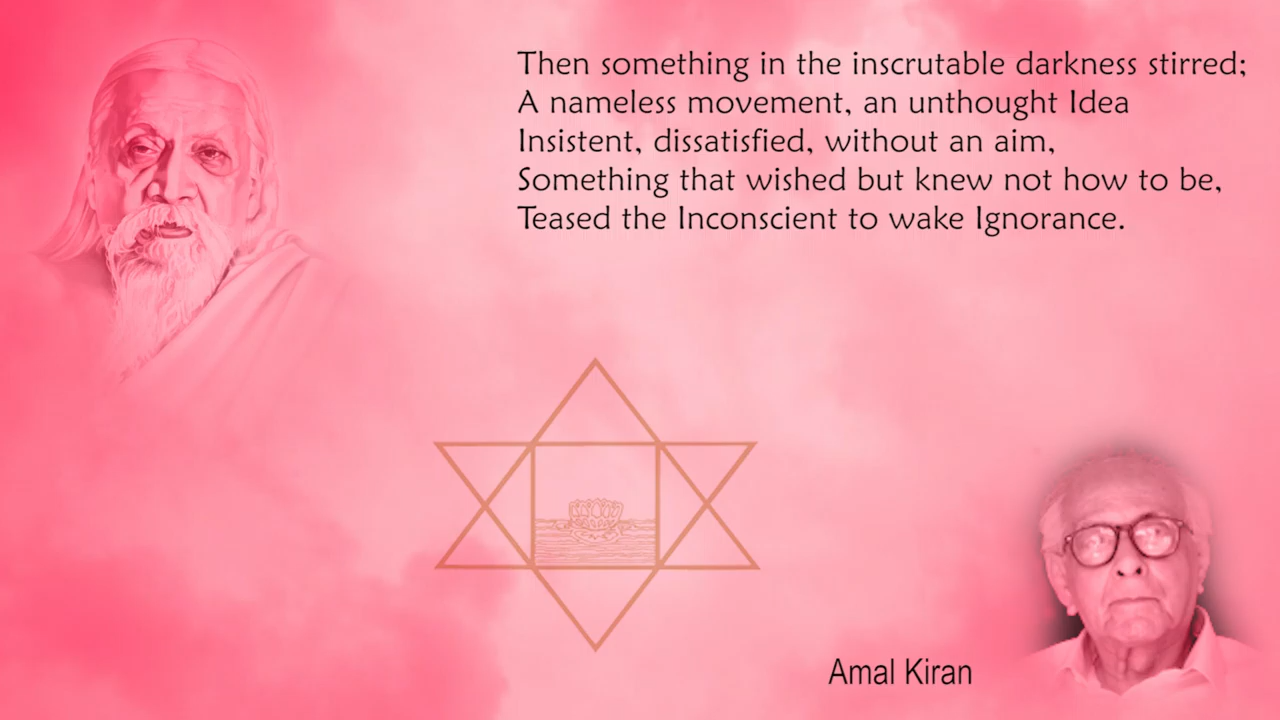 Then something in the inscrutable darkness stirred;
A nameless movement, an unthought Idea
Insistent, dissatisfied, without an aim,
Something that wished but knew not how to be,
Teased the Inconscient to wake Ignorance.
Amal Kiran